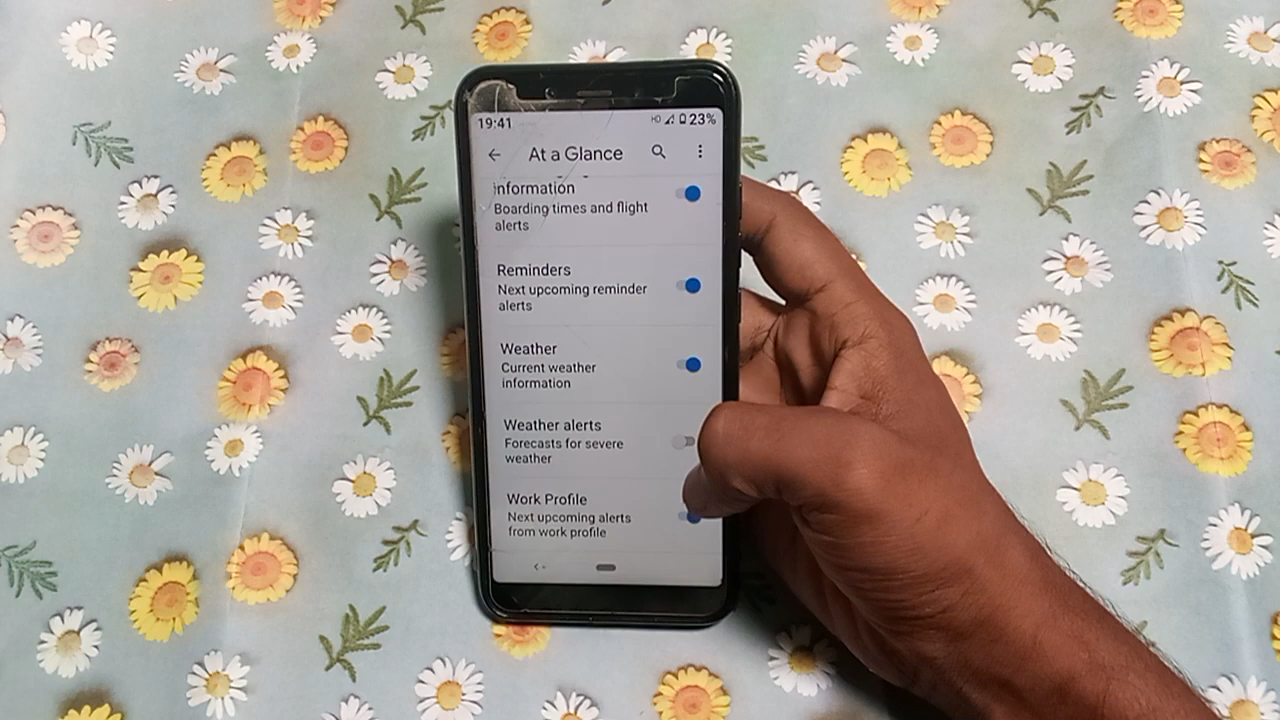 19:41 HD 23%
At a Glance
information
Boarding times and flight
alerts
Reminders
Next upcoming reminder
alerts
Weather
Current weather
information
Weather alerts
Forecasts for severe
weather
Work Profile
Next upcoming alerts
from work profile